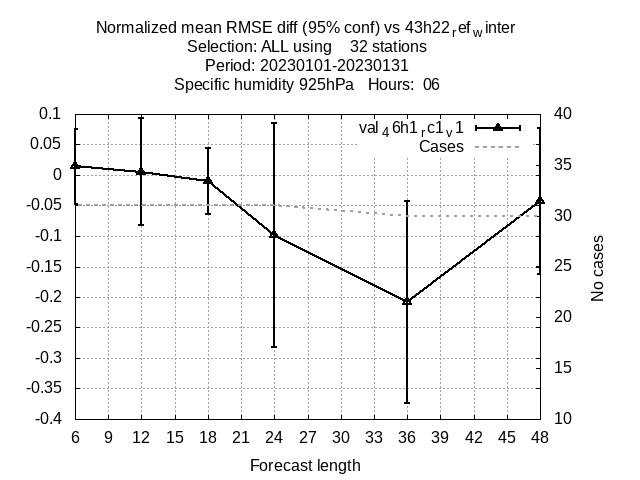 Normalized mean RMSE diff (95% conf) vs 43h22refwinter
Selection: ALL using 32 stations
Period: 20230101-20230131
Specific humidity 925hPa Hours: 06
val46h1rc1v1
Cases
0.1
0.05
0
-0.05
-0.1
-0.15
-0.2
-0.25
-0.3
-0.35
-0.4
40
35
30
25
20
15
10
No cases
6 9 12 15 18 21 24 27 30 33 36 39 42 45 48
Forecast length